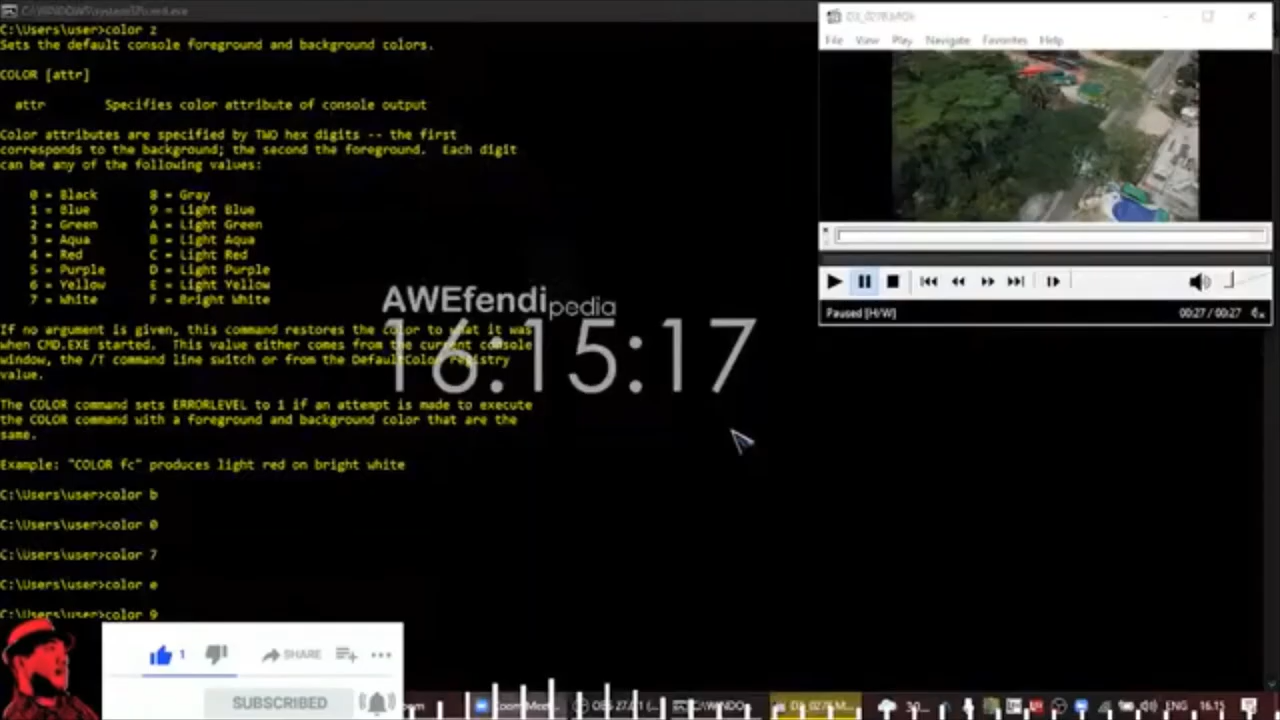 C:\WINDOWS\system32\cmd.exe
C:\Users\user>color z
Sets the default console foreground and background colors.
COLOR [attr]
attr Specifies color attribute of console output
Color attributes are specified by TWO hex digits -- the first
corresponds to the background; the second the foreground. Each digit
can be any of the following values:
0 = Black 8 = Gray
1 = Blue 9 = Light Blue
2 = Green A = Light Green
3 = Aqua B = Light Aqua
4 = Red C = Light Red
5 = Purple D = Light Purple
6 = Yellow E = Light Yellow
7 = White F = Bright White
If no argument is given, this command restores the color to what it was
when CMD.EXE started. This value either comes from the current console
window, the /T command line switch or from the DefaultColor registry
value.
The COLOR command sets ERRORLEVEL to 1 if an attempt is made to execute
the COLOR command with a foreground and background color that are the
same.
Example: "COLOR fc" produces light red on bright white
C:\Users\user>color b
C:\Users\user>color 0
C:\Users\user>color 7
C:\Users\user>color e
C:\Users\user>color 9
AWEfendipedia
16:15:17
File View Play Navigate Favorites Help
Paused [H/W] 00:27 / 00:27
1 SHARE
SUBSCRIBED
ENG 16.15